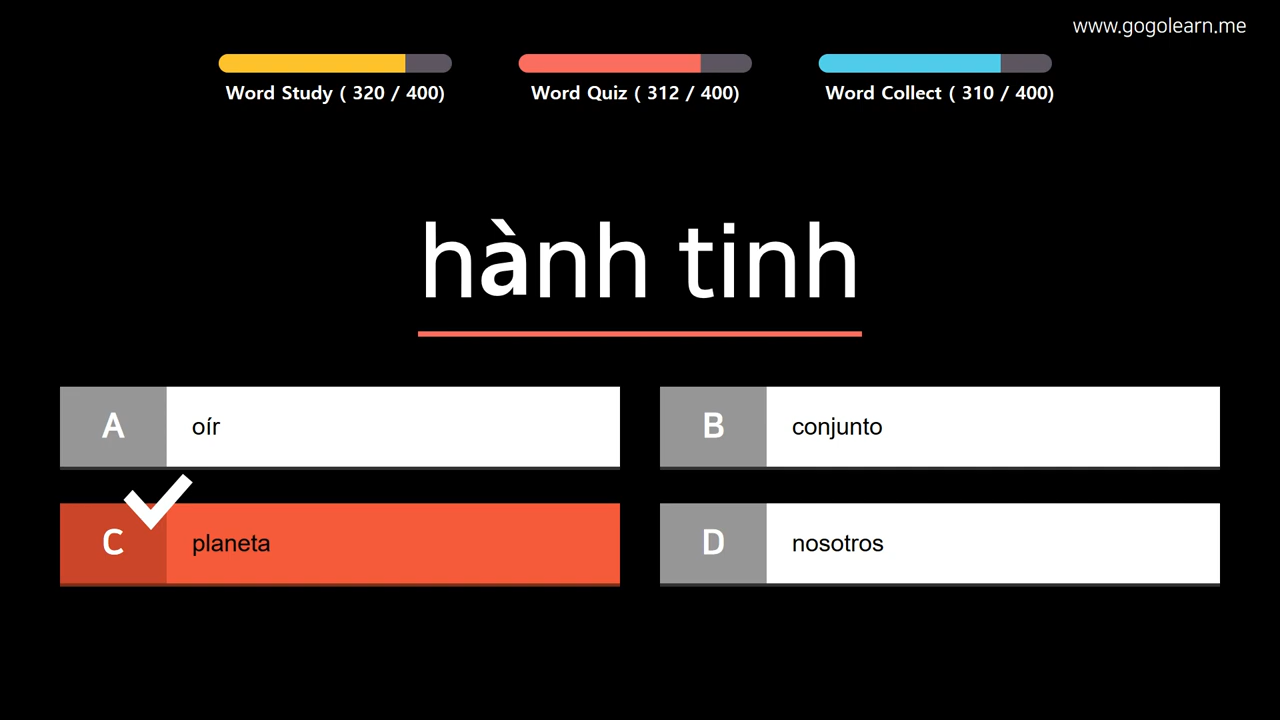 www.gogolearn.me
Word Study ( 320 / 400)
Word Quiz ( 312 / 400)
Word Collect ( 310 / 400)
hành tinh
A
oír
B
conjunto
C
planeta
D
nosotros